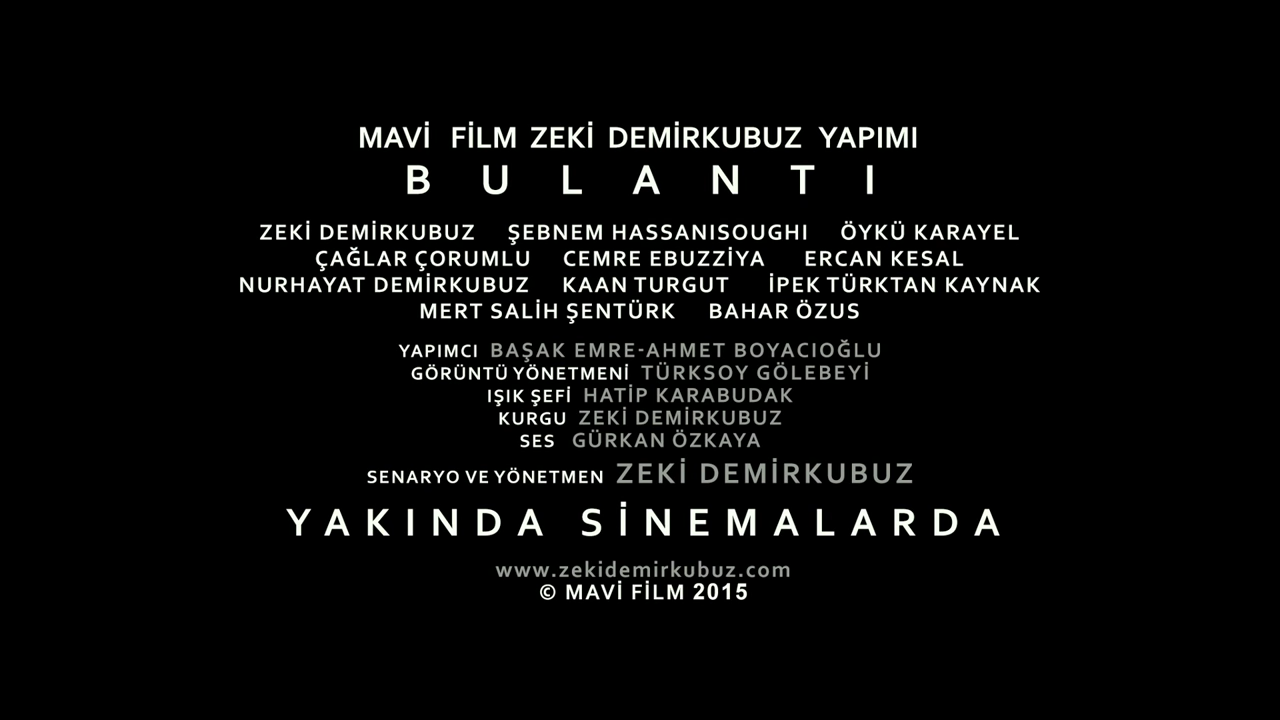 MAVİ FİLM ZEKİ DEMİRKUBUZ YAPIMI
BULANTI
ZEKİ DEMİRKUBUZ ŞEBNEM HASSANISOUGHI ÖYKÜ KARAYEL
ÇAĞLAR ÇORUMLU CEMRE EBUZZİYA ERCAN KESAL
NURHAYAT DEMİRKUBUZ KAAN TURGUT İPEK TÜRKTAN KAYNAK
MERT SALİH ŞENTÜRK BAHAR ÖZUS
YAPIMCI BAŞAK EMRE-AHMET BOYACIOĞLU
GÖRÜNTÜ YÖNETMENİ TÜRKSOY GÖLEBEYİ
IŞIK ŞEFİ HATİP KARABUDAK
KURGU ZEKİ DEMİRKUBUZ
SES GÜRKAN ÖZKAYA
SENARYO VE YÖNETMEN ZEKİ DEMİRKUBUZ
YAKINDA SİNEMALARDA
www.zekidemirkubuz.com
© MAVİ FİLM 2015